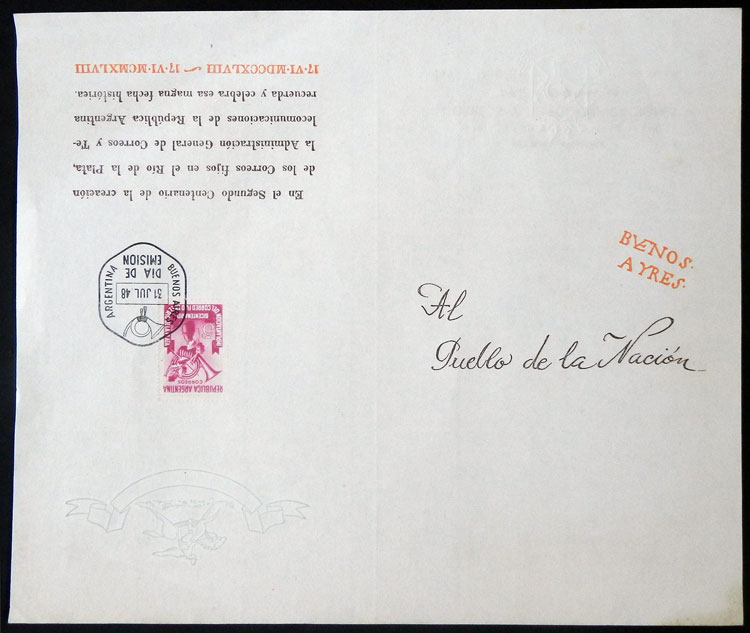 En el Segundo Centenario de la creación
de los Correos fijos en el Río de la Plata,
la Administración General de Correos y Te-
lecomunicaciones de la República Argentina
recuerda y celebra esa magna fecha histórica.
17·VI·MDCCXLVIII ~ 17·VI·MCMXLVIII
BUENOS·
AYRES·
Al
Pueblo de la Nación
ARGENTINA
BUENOS AIRES
31 JUL 48
DIA DE
EMISION
REPUBLICA ARGENTINA
CORREOS